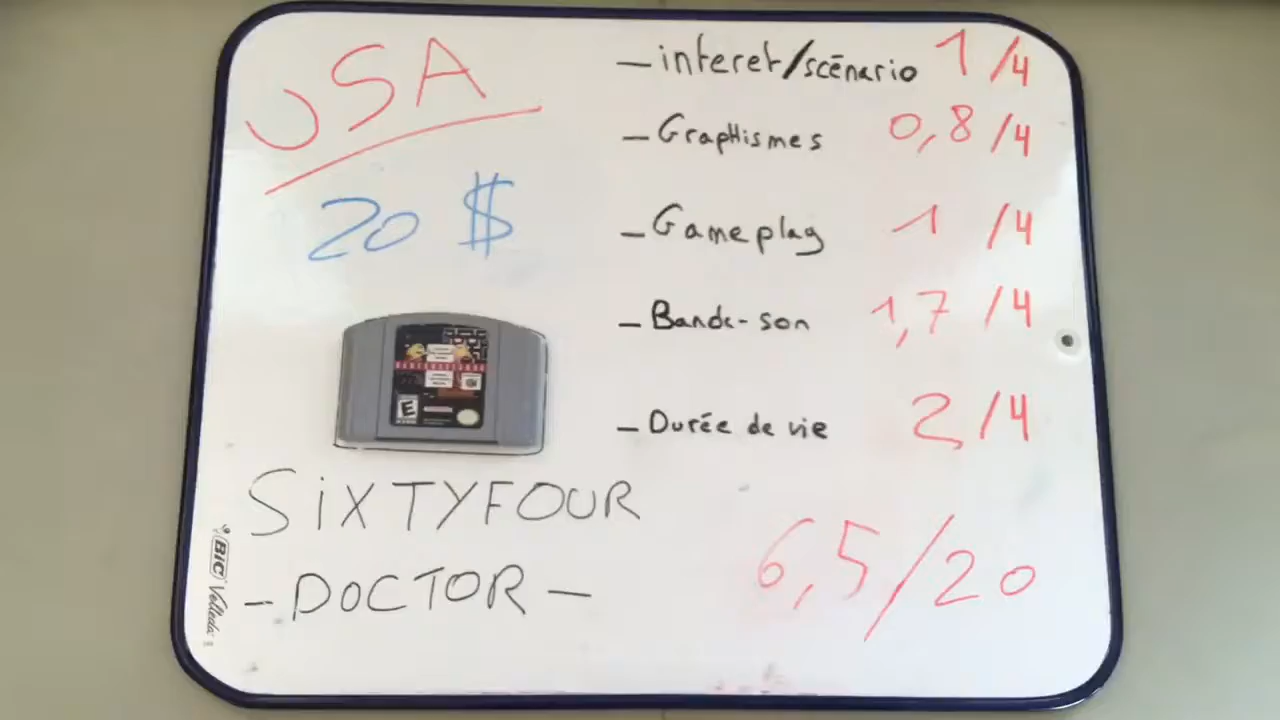 USA
20 $
E
SiXTYFOUR
- DOCTOR -
BIC Velleda
- interet/scénario 1 /4
- Graphismes 0,8 /4
- Gameplay 1 /4
- Bande-son 1,7 /4
- Durée de vie 2 /4
6,5/20